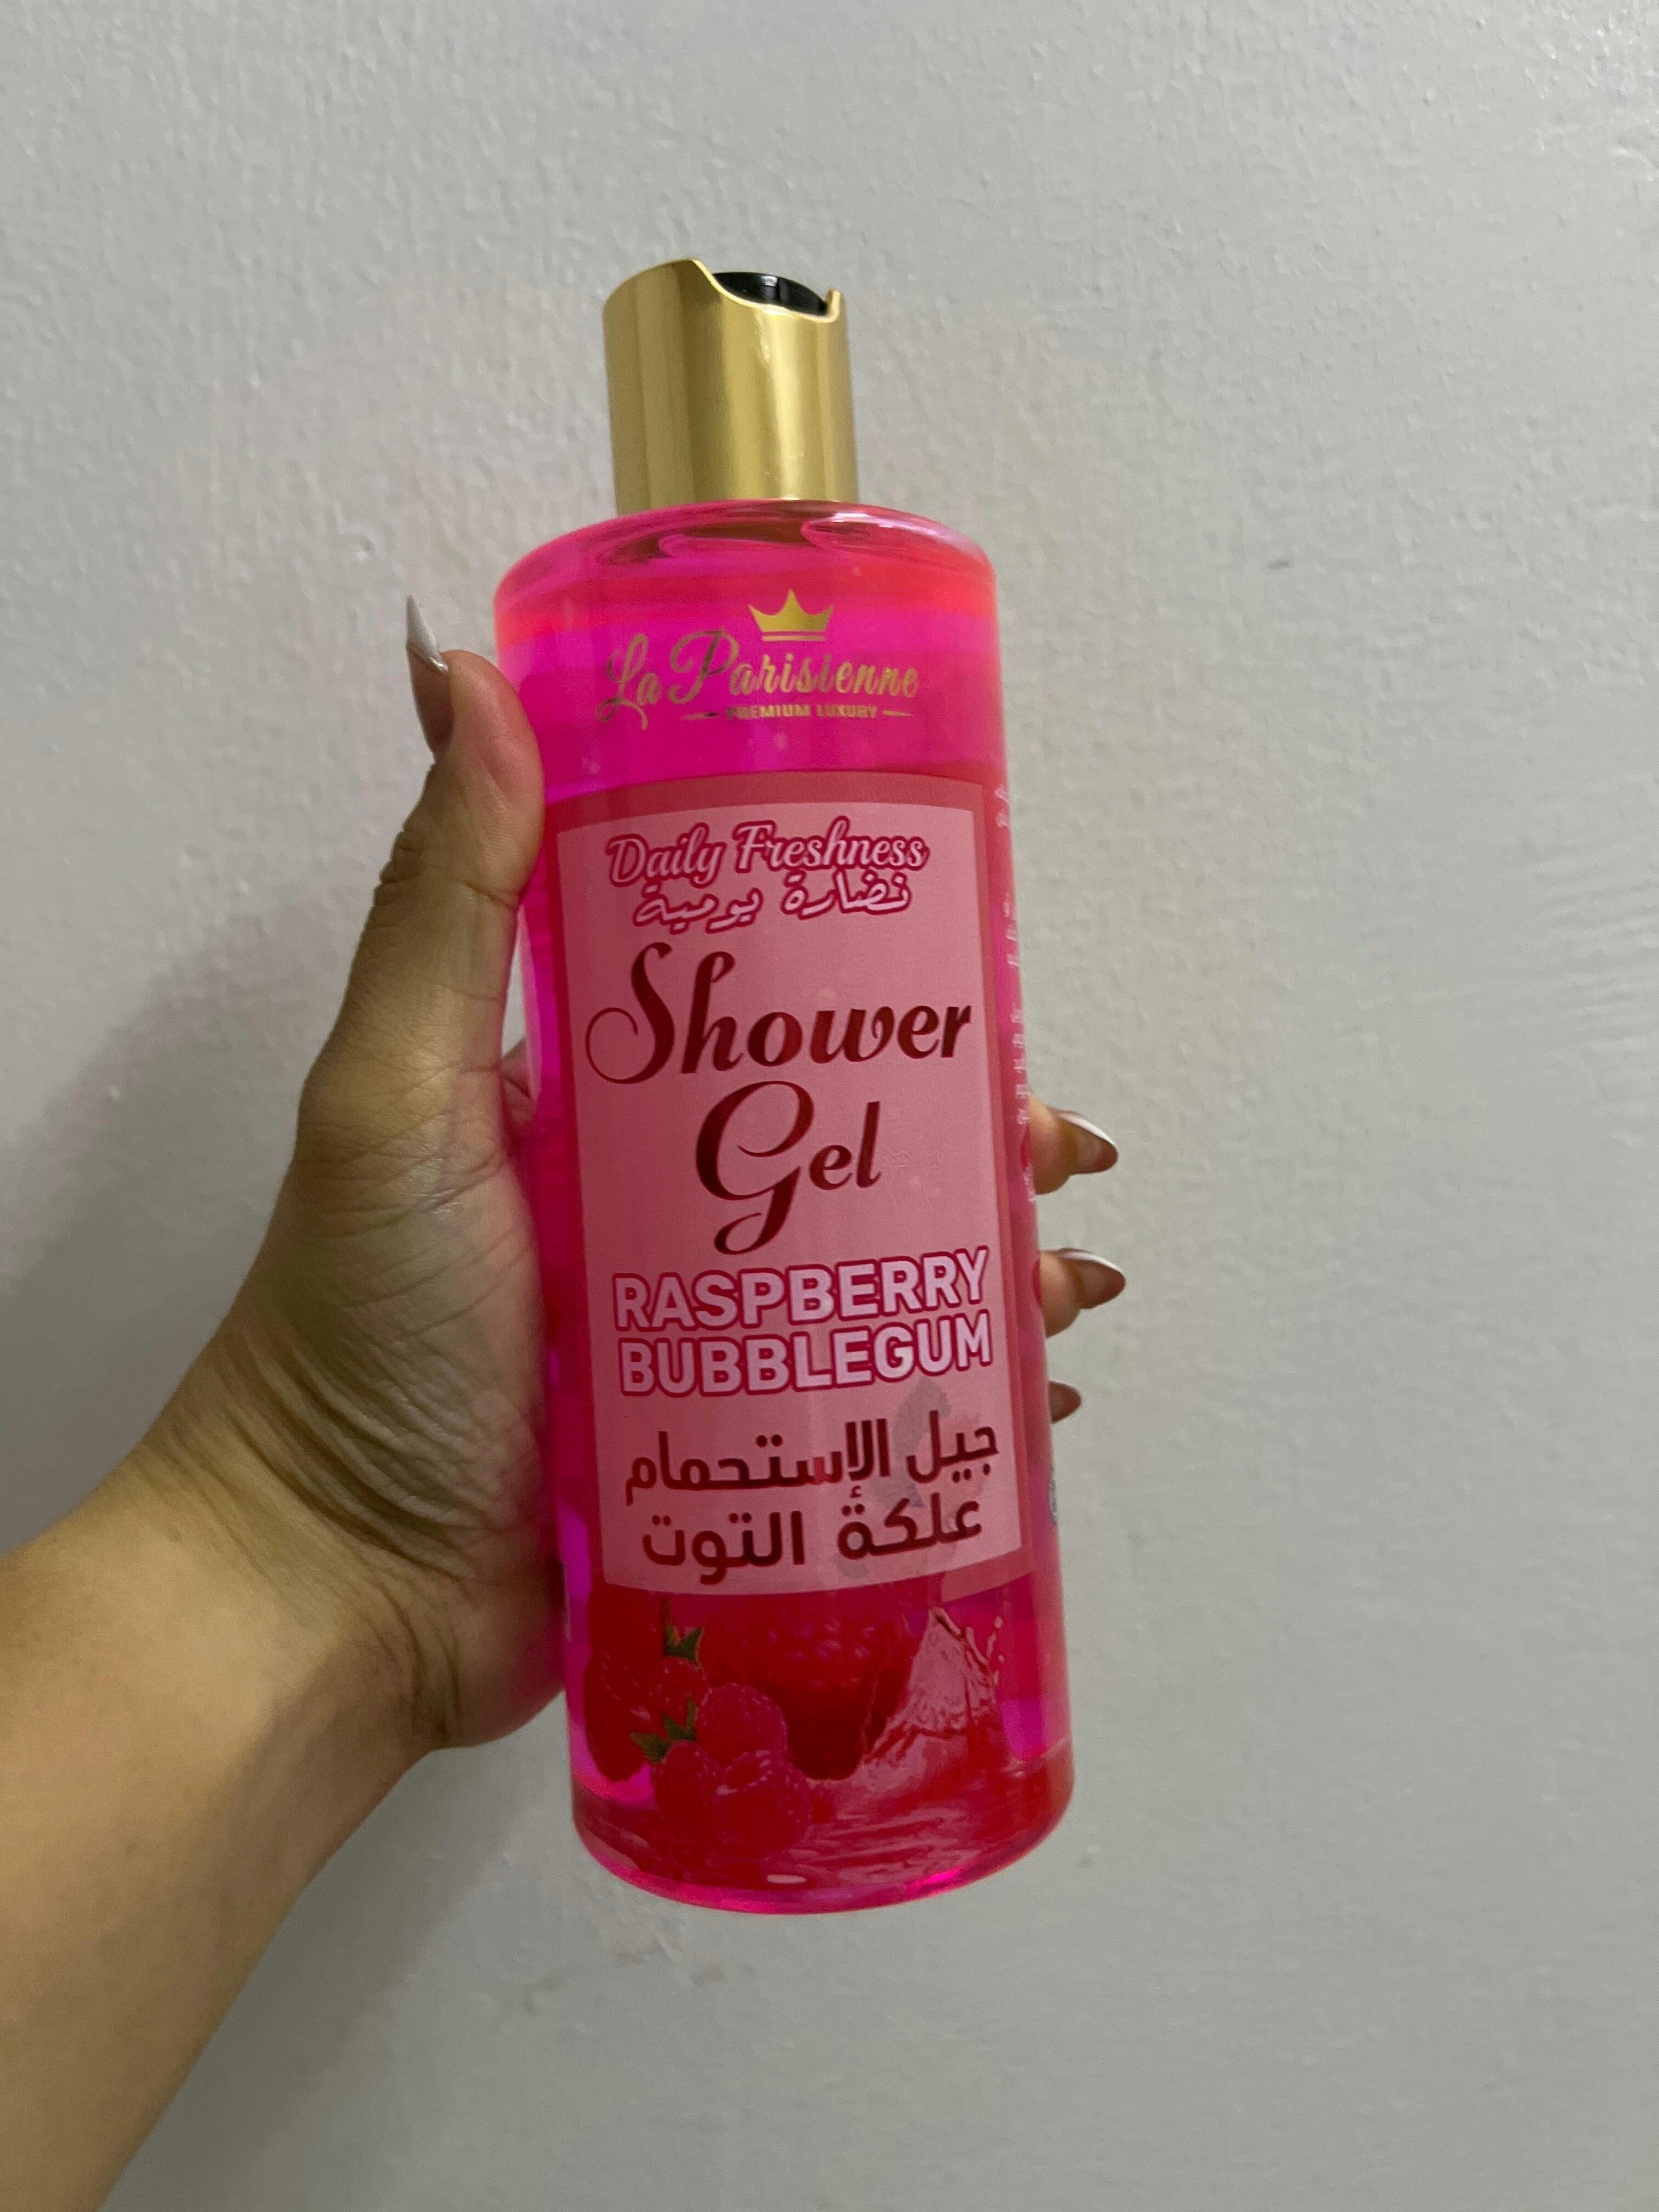 La Parisienne
PREMIUM LUXURY
Daily Freshness
نضارة يومية
Shower
Gel
RASPBERRY
BUBBLEGUM
جيل الإستحمام
علكة التوت